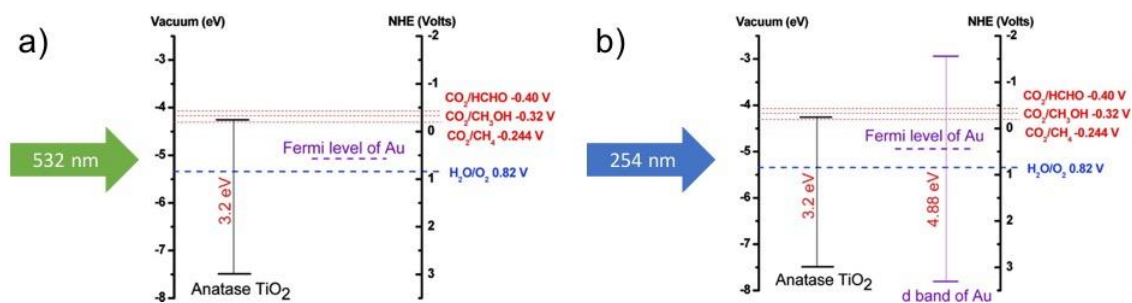 a)
Vacuum (eV)
NHE (Volts)
532 nm
-3
-4
-5
-6
-7
-8
-2
-1
0
1
2
3
CO₂/HCHO -0.40 V
CO₂/CH₃OH -0.32 V
CO₂/CH₄ -0.244 V
Fermi level of Au
H₂O/O₂ 0.82 V
3.2 eV
Anatase TiO₂
b)
Vacuum (eV)
NHE (Volts)
254 nm
-3
-4
-5
-6
-7
-8
-2
-1
0
1
2
3
CO₂/HCHO -0.40 V
CO₂/CH₃OH -0.32 V
CO₂/CH₄ -0.244 V
Fermi level of Au
H₂O/O₂ 0.82 V
3.2 eV
4.88 eV
Anatase TiO₂
d band of Au